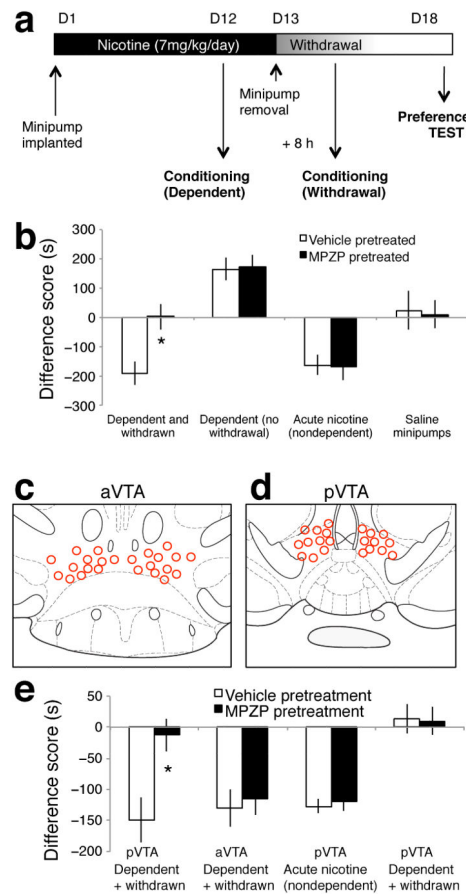 a
D1 D12 D13 D18
Nicotine (7mg/kg/day) Withdrawal
Minipump
implanted
Minipump
removal
+ 8 h
Preference
TEST
Conditioning
(Dependent)
Conditioning
(Withdrawal)
b
Difference score (s)
300
200
100
0
−100
−200
−300
Vehicle pretreated
MPZP pretreated
*
Dependent and
withdrawn
Dependent (no
withdrawal)
Acute nicotine
(nondependent)
Saline
minipumps
c
aVTA
d
pVTA
e
Difference score (s)
50
0
−50
−100
−150
−200
Vehicle pretreatment
MPZP pretreatment
*
pVTA
Dependent
+ withdrawn
aVTA
Dependent
+ withdrawn
pVTA
Acute nicotine
(nondependent)
pVTA
Dependent
+ withdrawn